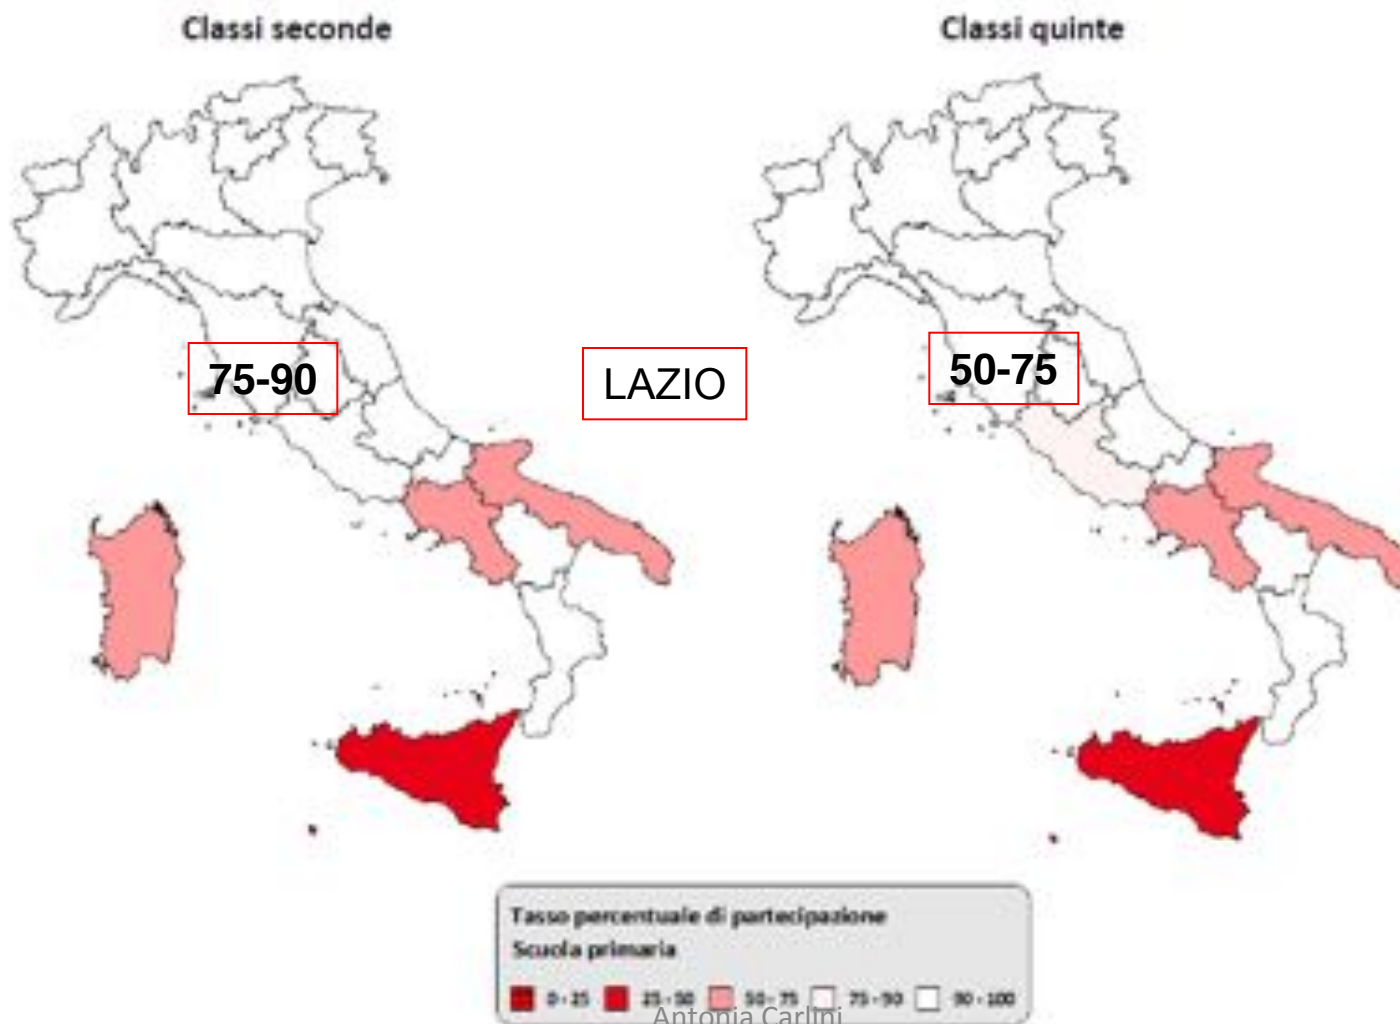 Classi seconde
Classi quinte
75-90
LAZIO
50-75
Tasso percentuale di partecipazione
Scuola primaria
0 - 25 25 - 50 50 - 75 75 - 90 90 - 100
Antonia Carlini